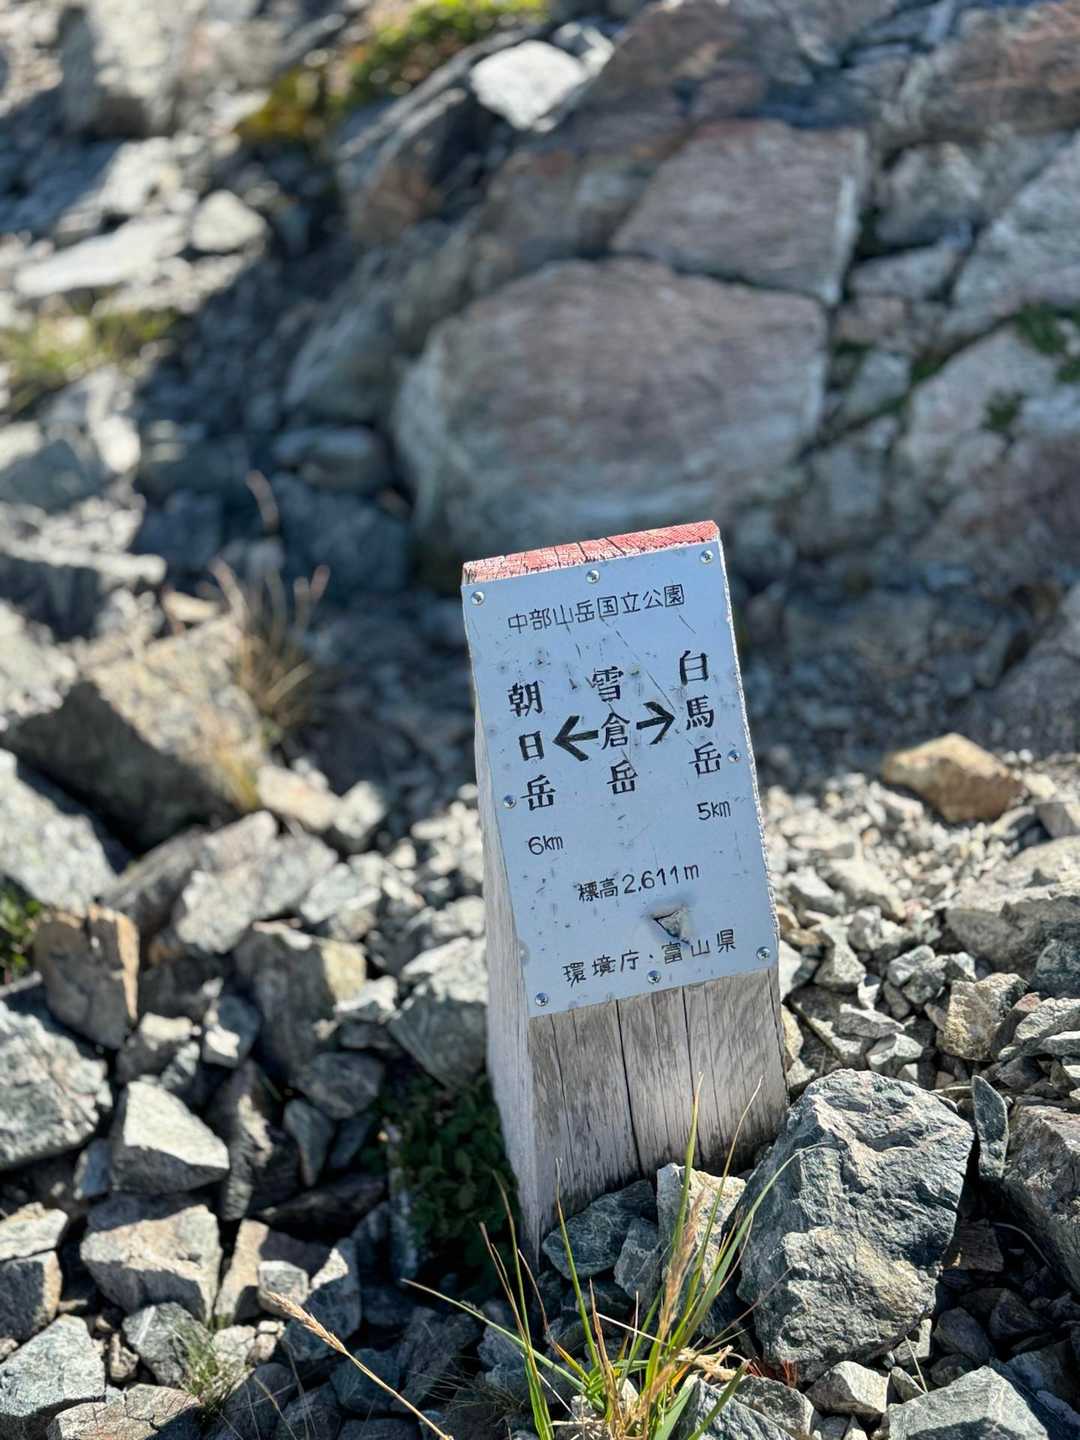 中部山岳国立公園
朝日岳 ← 雪倉岳 → 白馬岳
6km 5km
標高2,611m
環境庁・富山県